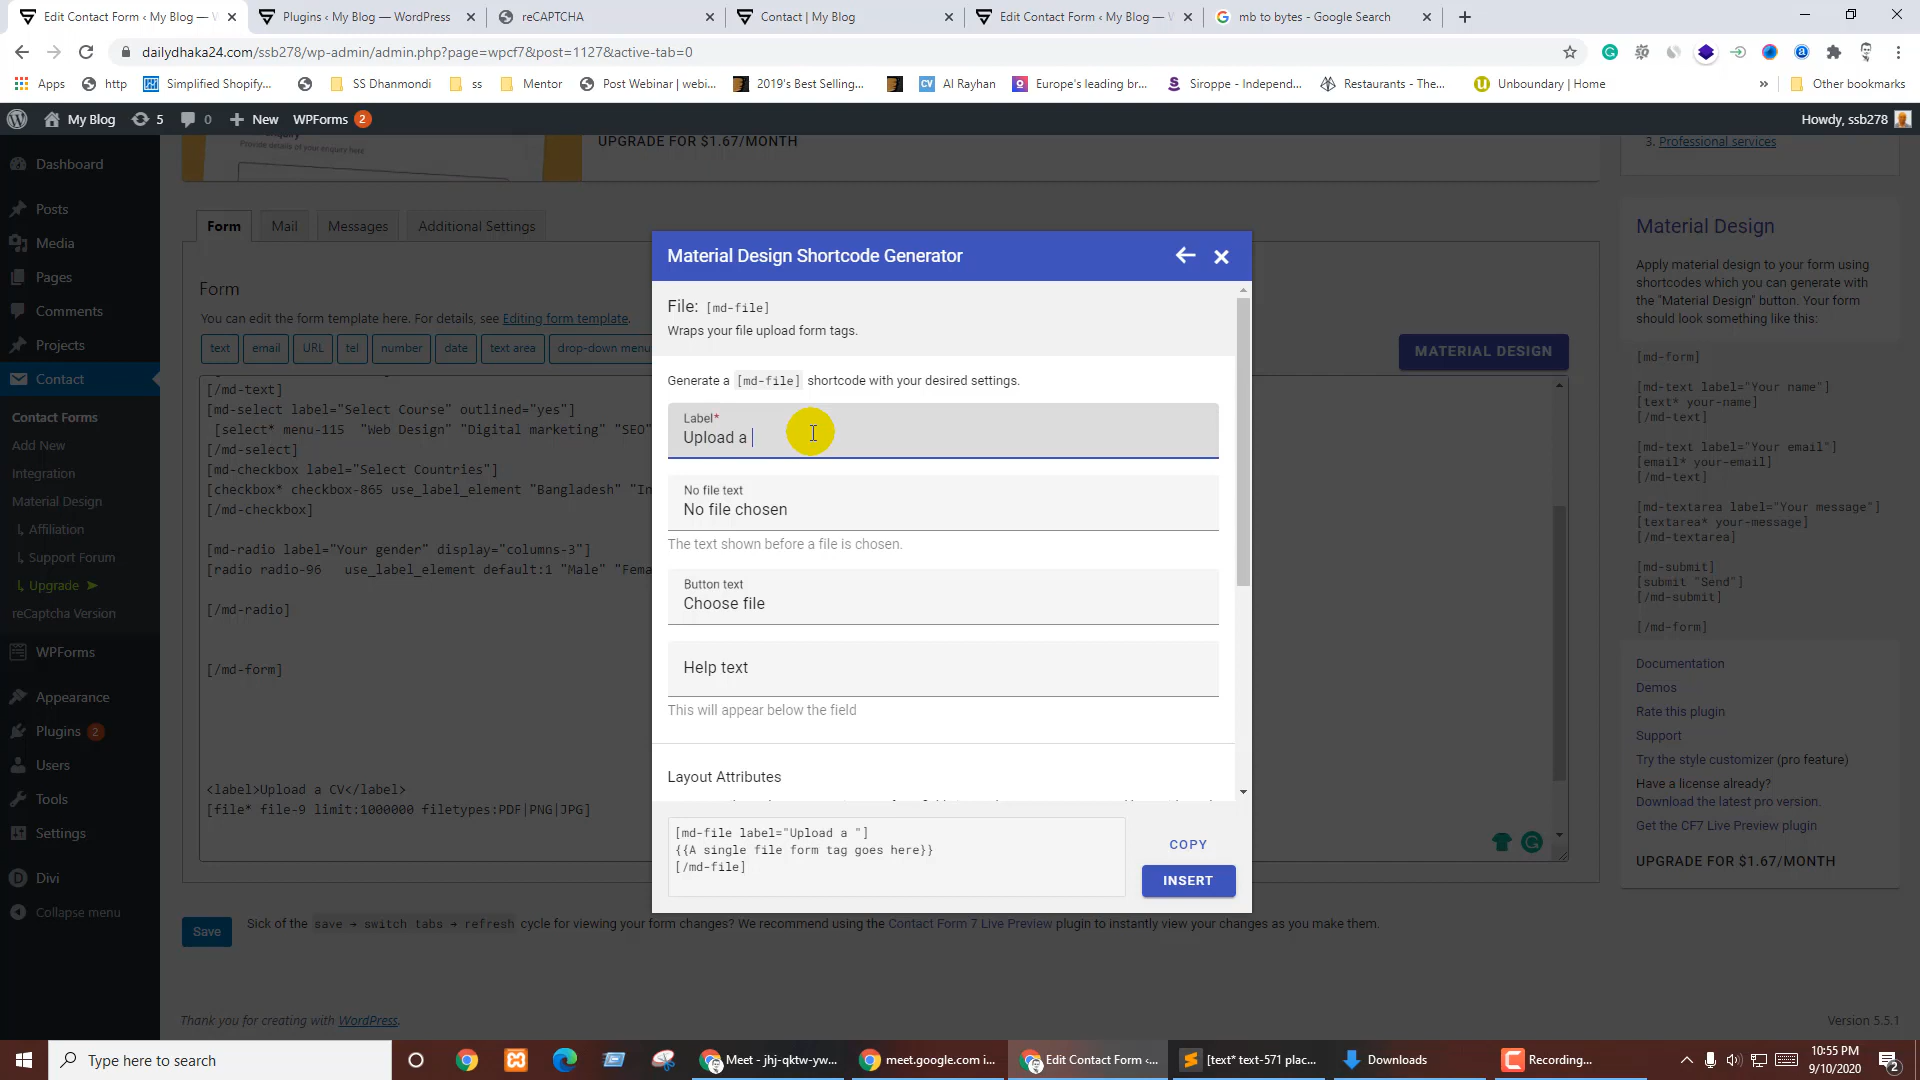 Edit Contact Form ‹ My Blog — W
Plugins ‹ My Blog — WordPress
reCAPTCHA
Contact | My Blog
Edit Contact Form ‹ My Blog — W
mb to bytes - Google Search
dailydhaka24.com/ssb278/wp-admin/admin.php?page=wpcf7&post=1127&active-tab=0
Apps
http
Simplified Shopify...
SS Dhanmondi
ss
Mentor
Post Webinar | webi...
2019's Best Selling...
Al Rayhan
Europe's leading br...
Siroppe - Independ...
Restaurants - The...
Unboundary | Home
»
Other bookmarks
My Blog
5
0
New
WPForms 2
Howdy, ssb278
Provide details of your enquiry here
UPGRADE FOR $1.67/MONTH
3. Professional services
Dashboard
Posts
Media
Pages
Comments
Projects
Contact
Contact Forms
Add New
Integration
Material Design
↳ Affiliation
↳ Support Forum
↳ Upgrade ➤
reCaptcha Version
WPForms
Appearance
Plugins 2
Users
Tools
Settings
Divi
Collapse menu
Form
Mail
Messages
Additional Settings
Form
You can edit the form template here. For details, see Editing form template.
text
email
URL
tel
number
date
text area
drop-down menu
MATERIAL DESIGN
[/md-text]
[md-select label="Select Course" outlined="yes"]
[select* menu-115  "Web Design" "Digital marketing" "SEO"
[/md-select]
[md-checkbox label="Select Countries"]
[checkbox* checkbox-865 use_label_element "Bangladesh" "In
[/md-checkbox]
[md-radio label="Your gender" display="columns-3"]
[radio radio-96   use_label_element default:1 "Male" "Fema
[/md-radio]
[/md-form]
<label>Upload a CV</label>
[file* file-9 limit:1000000 filetypes:PDF|PNG|JPG]
Material Design Shortcode Generator
File: [md-file]
Wraps your file upload form tags.
Generate a [md-file] shortcode with your desired settings.
Label*
Upload a
No file text
No file chosen
The text shown before a file is chosen.
Button text
Choose file
Help text
This will appear below the field
Layout Attributes
[md-file label="Upload a "]
{{A single file form tag goes here}}
[/md-file]
COPY
INSERT
Material Design
Apply material design to your form using
shortcodes which you can generate with
the "Material Design" button. Your form
should look something like this:
[md-form]
[md-text label="Your name"]
[text* your-name]
[/md-text]
[md-text label="Your email"]
[email* your-email]
[/md-text]
[md-textarea label="Your message"]
[textarea* your-message]
[/md-textarea]
[md-submit]
[submit "Send"]
[/md-submit]
[/md-form]
Documentation
Demos
Rate this plugin
Support
Try the style customizer (pro feature)
Have a license already?
Download the latest pro version.
Get the CF7 Live Preview plugin
UPGRADE FOR $1.67/MONTH
Save
Sick of the save → switch tabs → refresh cycle for viewing your form changes? We recommend using the Contact Form 7 Live Preview plugin to instantly view your changes as you make them.
Thank you for creating with WordPress.
Version 5.5.1
Type here to search
Meet - jhj-qktw-yw...
meet.google.com i...
Edit Contact Form ‹...
[text* text-571 plac...
Downloads
Recording...
10:55 PM
9/10/2020
2